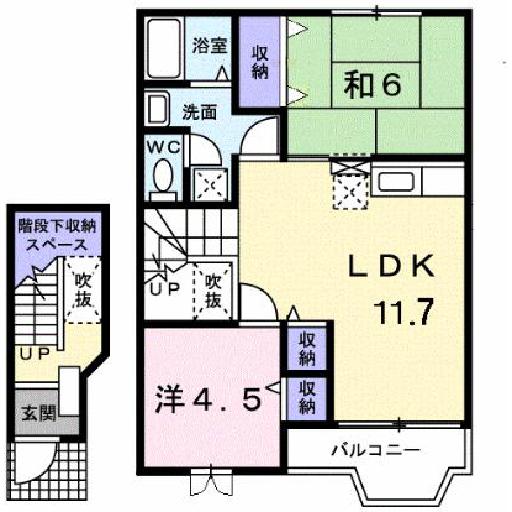 浴室
収納
和6
洗面
WC
階段下収納
スペース
吹抜
UP
玄関
UP
吹抜
LDK
11.7
収納
収納
洋4.5
バルコニー